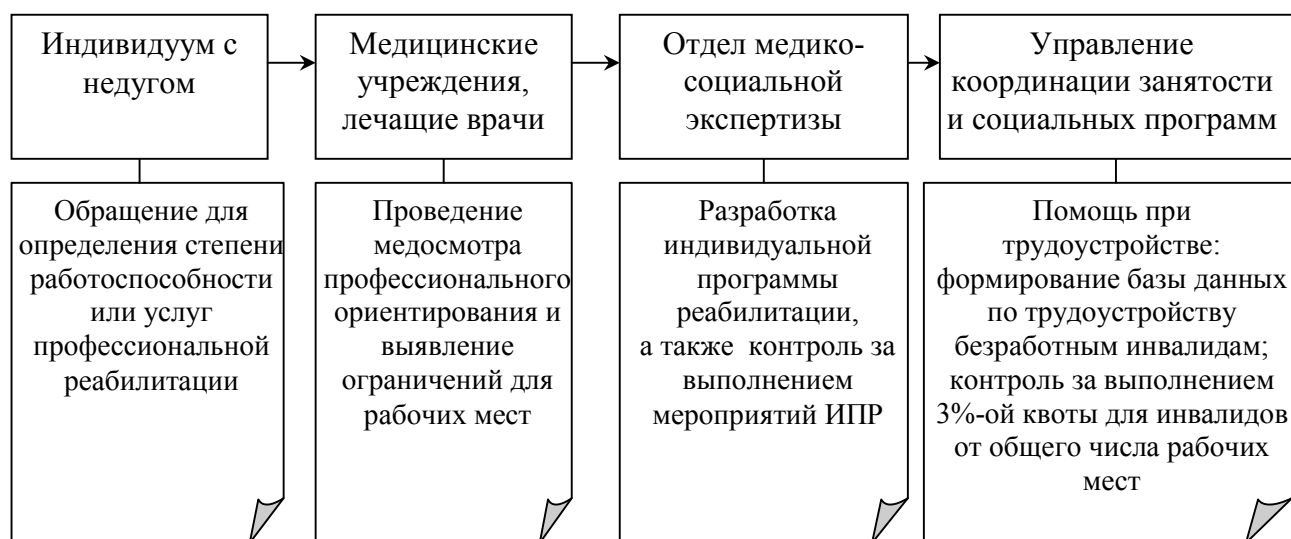 Индивидуум с
недугом
Медицинские
учреждения,
лечащие врачи
Отдел медико-
социальной
экспертизы
Управление
координации занятости
и социальных программ
Обращение для
определения степени
работоспособности
или услуг
профессиональной
реабилитации
Проведение
медосмотра
профессионального
ориентирования и
выявление
ограничений для
рабочих мест
Разработка
индивидуальной
программы
реабилитации,
а также контроль за
выполнением
мероприятий ИПР
Помощь при
трудоустройстве:
формирование базы данных
по трудоустройству
безработным инвалидам;
контроль за выполнением
3%-ой квоты для инвалидов
от общего числа рабочих
мест